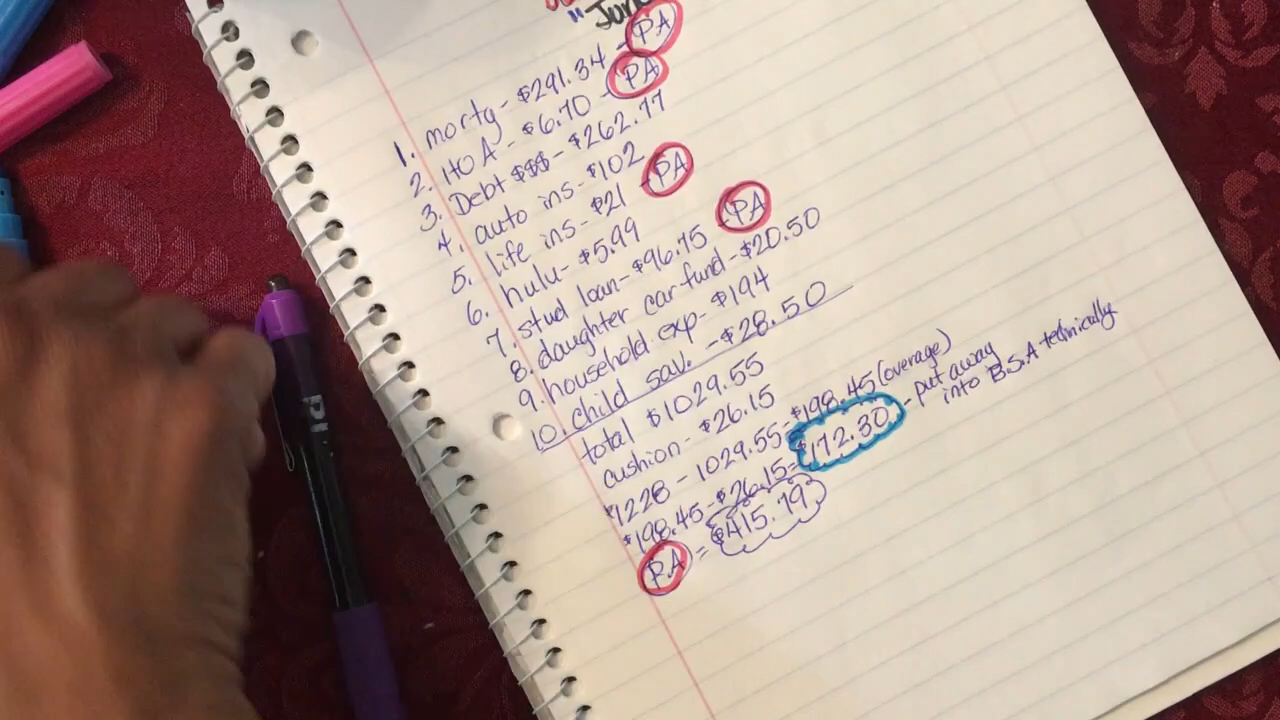 1. morty - $291.34 - PA
2. HOA - $6.70 - PA
3. Debt $$$ - $262.77
4. auto ins - $102
5. life ins - $21 - PA
6. hulu - $5.99
7. stud loan - $96.75 - PA
8. daughter car fund - $20.50
9. household exp - $194
10. child sav. - $28.50
total $1029.55
cushion - $26.15
$1228 - 1029.55 = $198.45 (overage)
$198.45 - $26.15 = $172.30 - put away into B.S.A technically
PA = $415.79